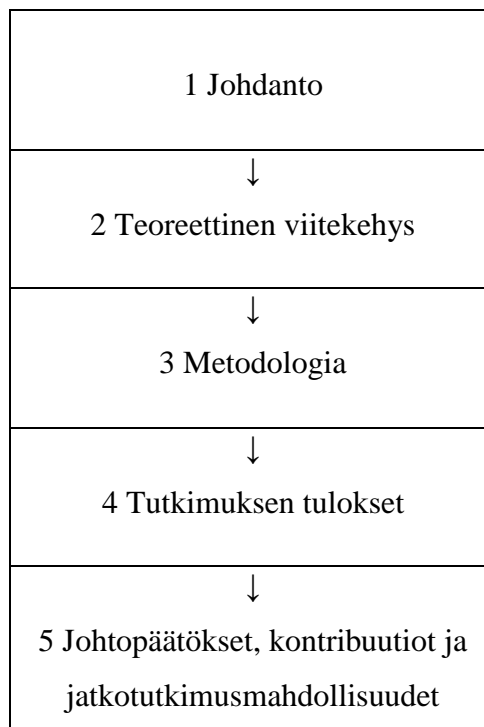 1 Johdanto
↓
2 Teoreettinen viitekehys
↓
3 Metodologia
↓
4 Tutkimuksen tulokset
↓
5 Johtopäätökset, kontribuutiot ja
jatkotutkimusmahdollisuudet